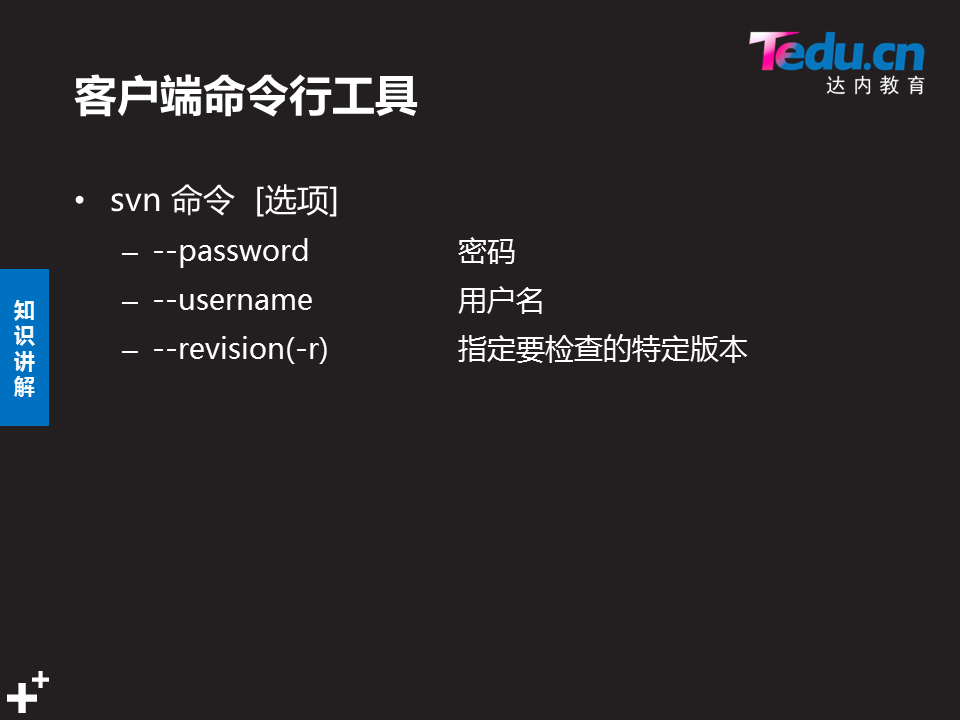 Tedu.cn
达内教育
客户端命令行工具
• svn 命令 [选项]
– --password 密码
– --username 用户名
– --revision(-r) 指定要检查的特定版本
知识讲解